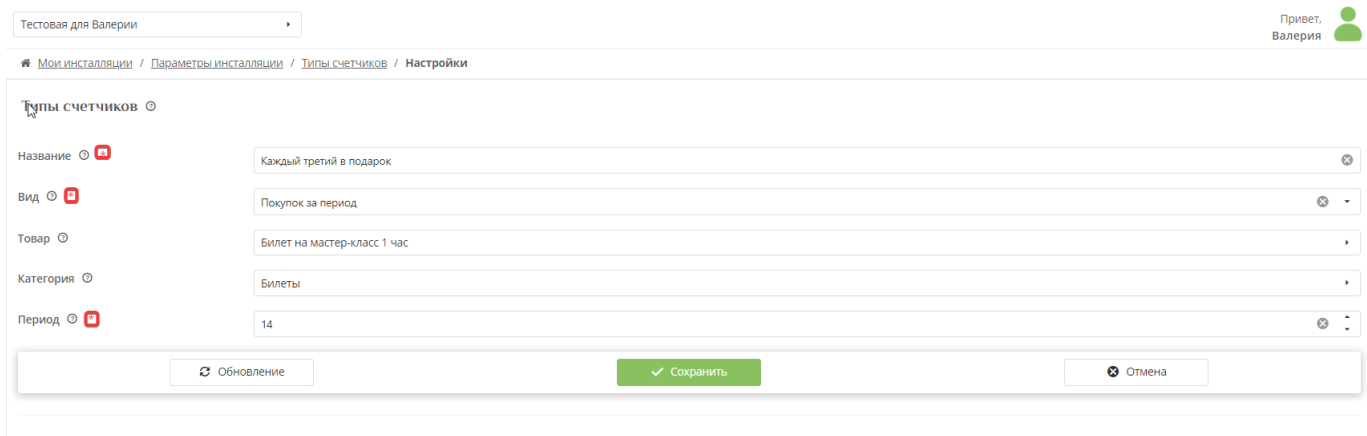 Тестовая для Валерии
Привет,
Валерия
Мои инсталляции / Параметры инсталляции / Типы счетчиков / Настройки
Типы счетчиков
Название *
Каждый третий в подарок
Вид *
Покупок за период
Товар
Билет на мастер-класс 1 час
Категория
Билеты
Период *
14
Обновление
Сохранить
Отмена